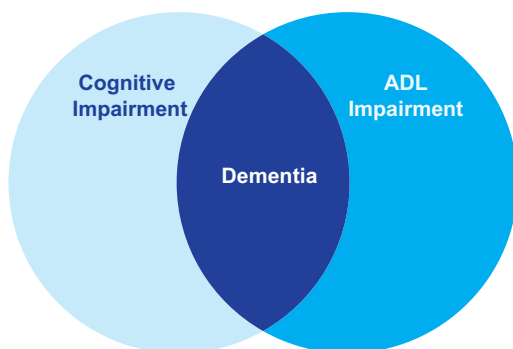 Cognitive
Impairment
ADL
Impairment
Dementia